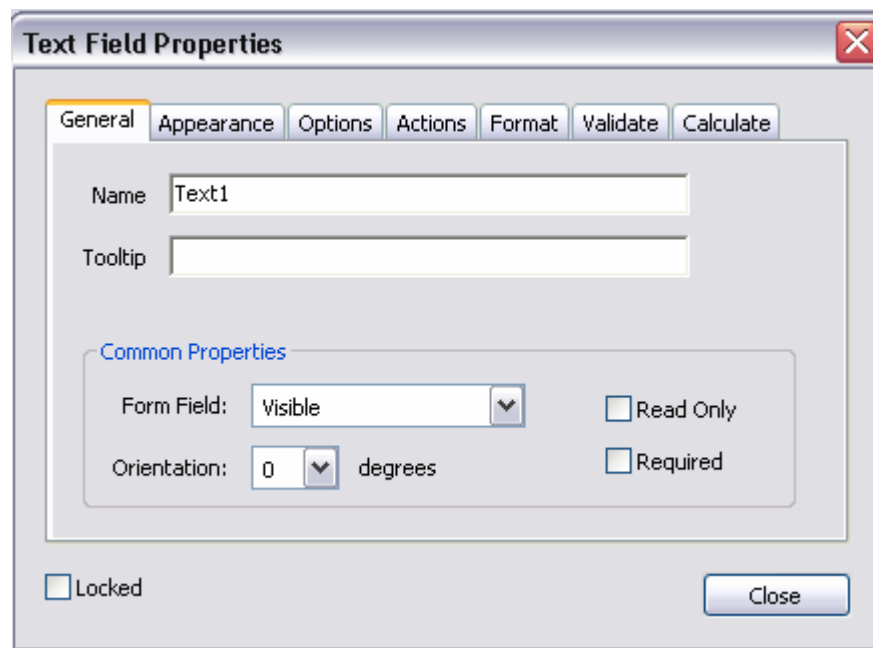 Text Field Properties
General Appearance Options Actions Format Validate Calculate
Name Text1
Tooltip
Common Properties
Form Field: Visible Read Only
Orientation: 0 degrees Required
Locked Close